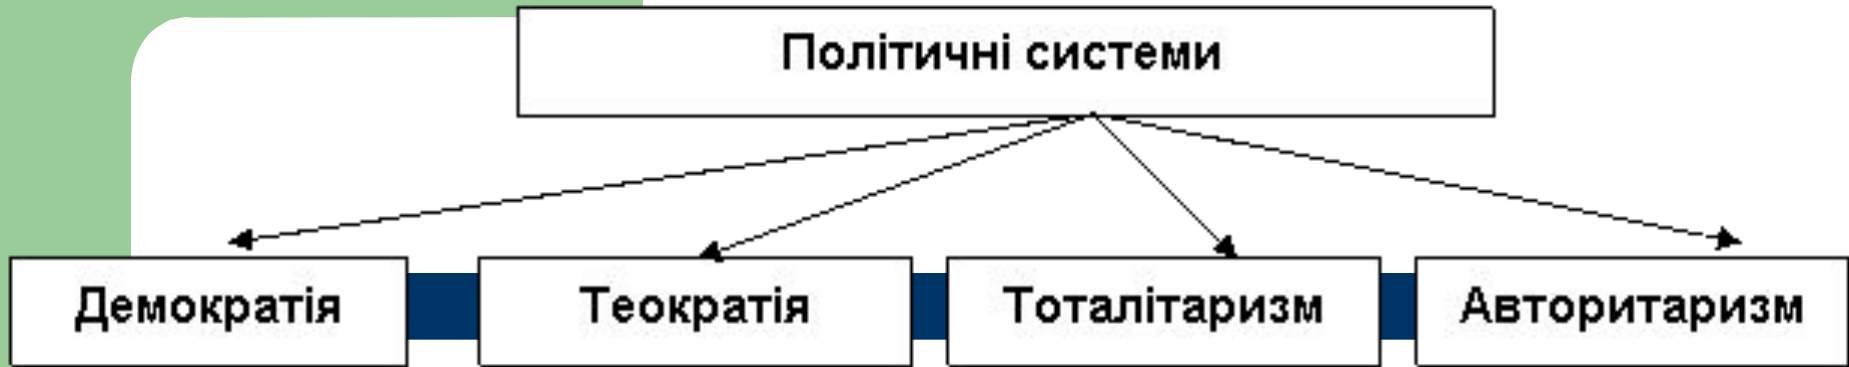 Політичні системи
Демократія
Теократія
Тоталітаризм
Авторитаризм